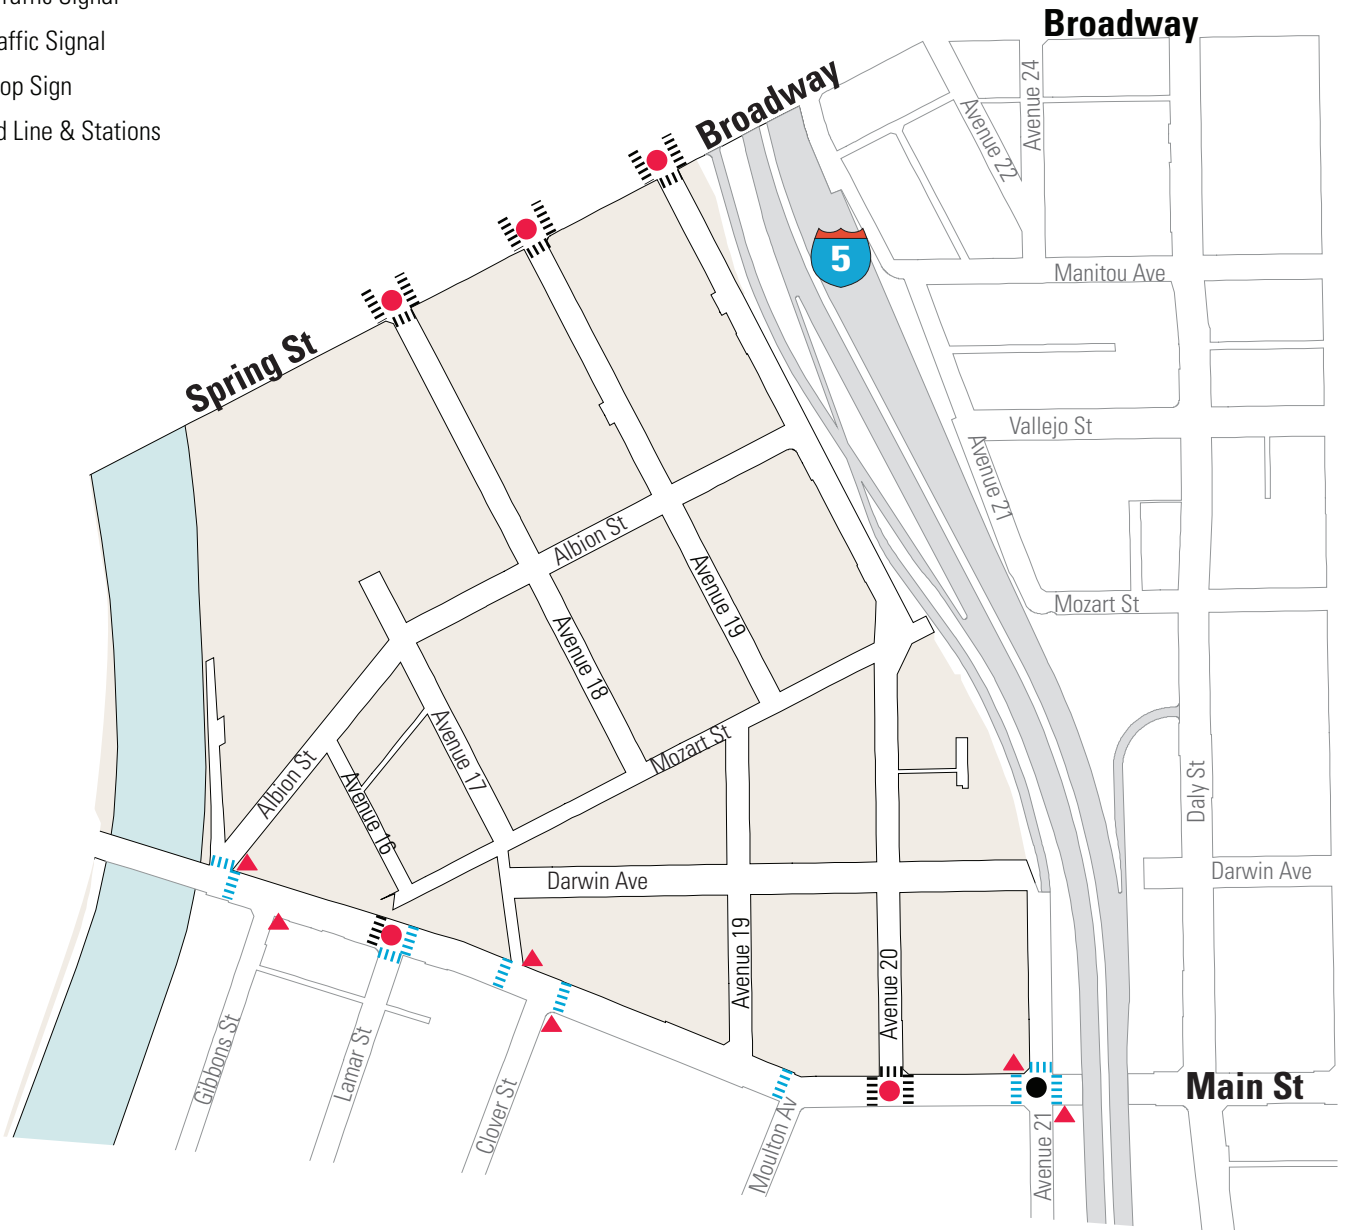 Traffic Signal
affic Signal
op Sign
d Line & Stations
Broadway
Broadway
Avenue 24
Avenue 22
5
Manitou Ave
Spring St
Vallejo St
Avenue 21
Albion St
Avenue 19
Mozart St
Avenue 18
Avenue 17
Mozart St
Albion St
Avenue 16
Daly St
Darwin Ave
Darwin Ave
Avenue 19
Avenue 20
Gibbons St
Lamar St
Clover St
Moulton Av
Main St
Avenue 21